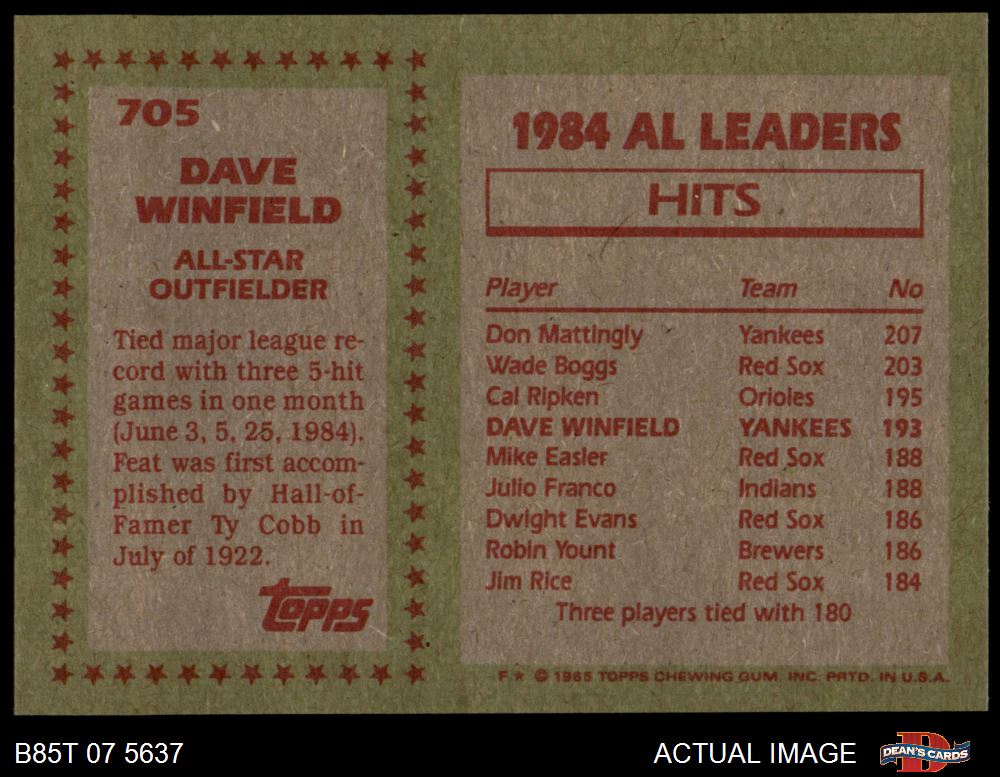 705
DAVE
WINFIELD
ALL-STAR
OUTFIELDER
Tied major league re-
cord with three 5-hit
games in one month
(June 3, 5, 25, 1984).
Feat was first accom-
plished by Hall-of-
Famer Ty Cobb in
July of 1922.
topps
1984 AL LEADERS
HITS
Player Team No
Don Mattingly Yankees 207
Wade Boggs Red Sox 203
Cal Ripken Orioles 195
DAVE WINFIELD YANKEES 193
Mike Easler Red Sox 188
Julio Franco Indians 188
Dwight Evans Red Sox 186
Robin Yount Brewers 186
Jim Rice Red Sox 184
Three players tied with 180
F ★ © 1985 TOPPS CHEWING GUM, INC. PRTD. IN U.S.A.
B85T 07 5637
ACTUAL IMAGE
D
DEAN'S CARDS